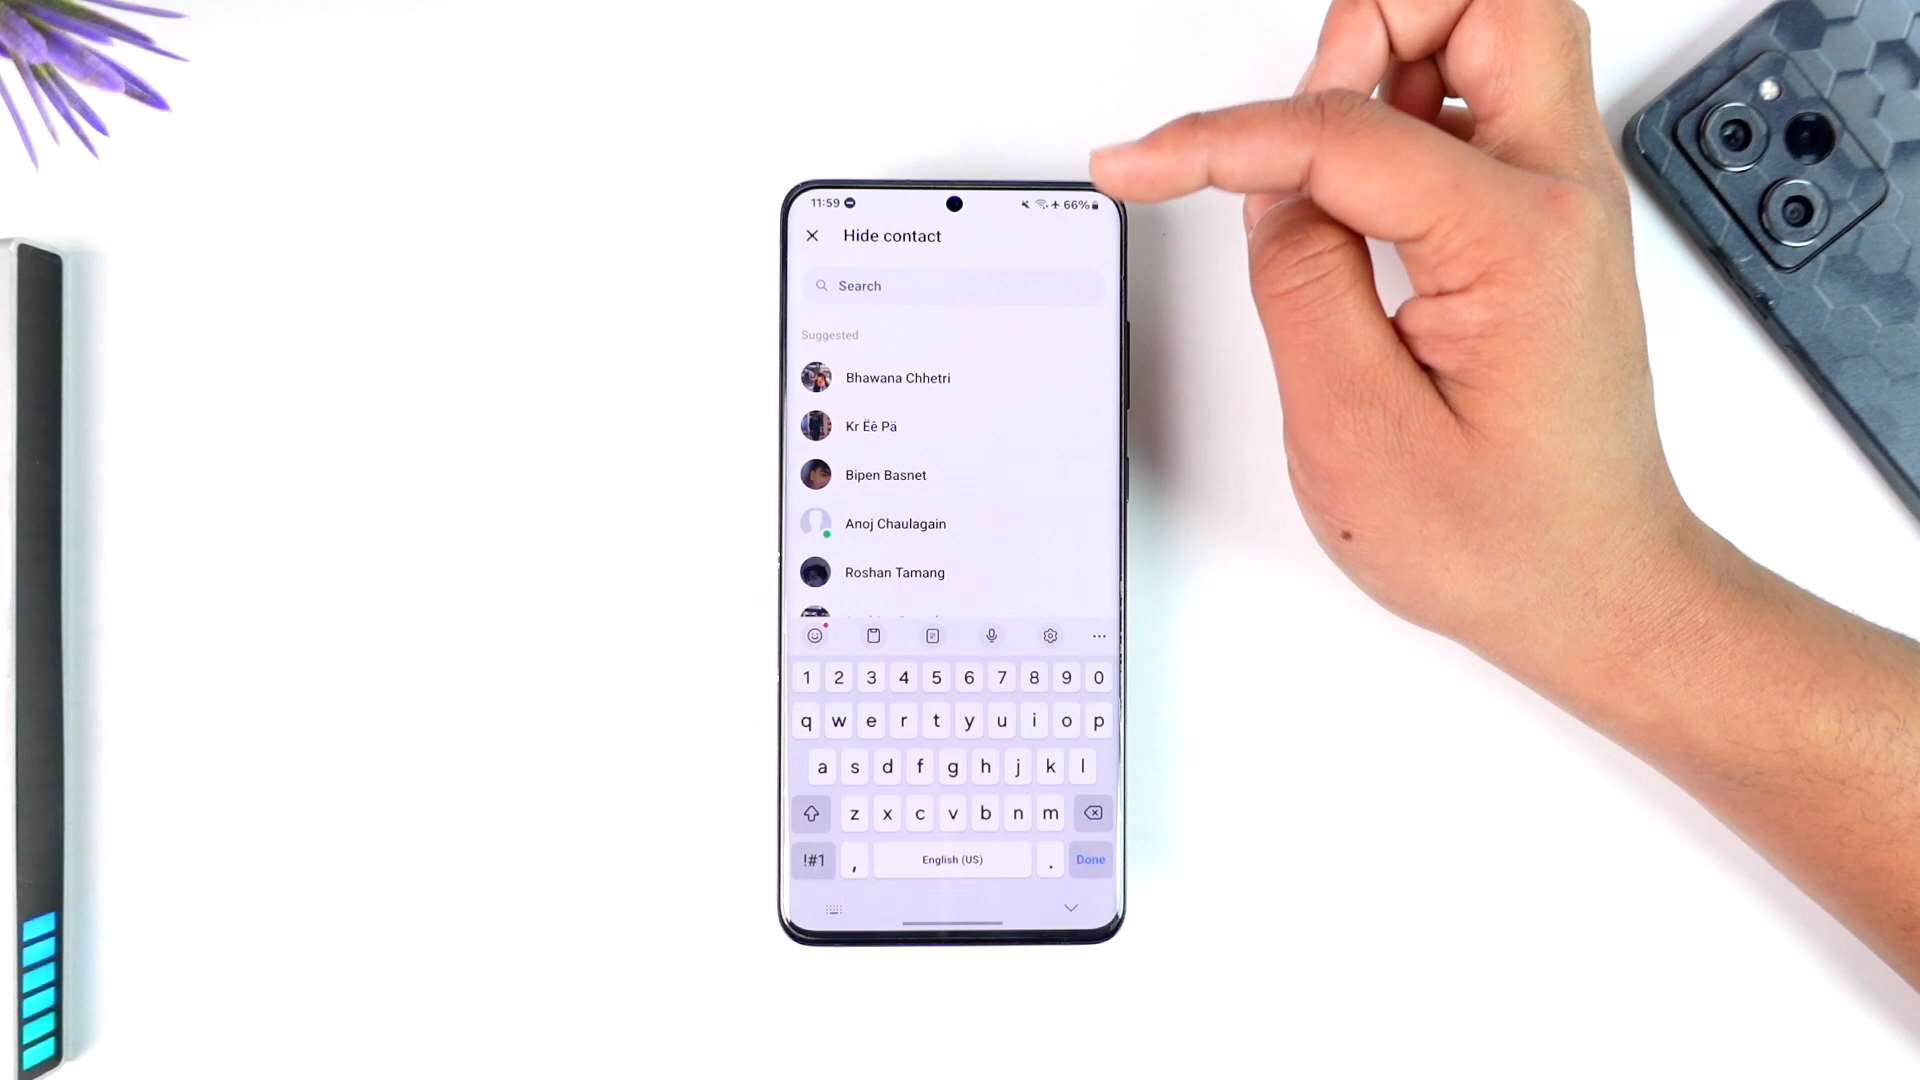 11:59
66%
Hide contact
Search
Suggested
Bhawana Chhetri
Kr Ëê Pä
Bipen Basnet
Anoj Chaulagain
Roshan Tamang
1 2 3 4 5 6 7 8 9 0
q w e r t y u i o p
a s d f g h j k l
z x c v b n m
!#1 , English (US) . Done